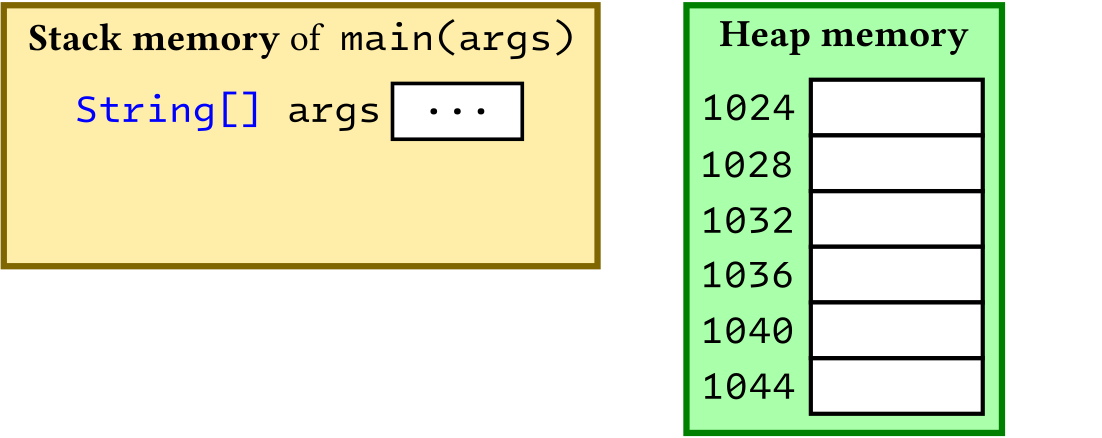 Stack memory of main(args)
String[] args ...
Heap memory
1024
1028
1032
1036
1040
1044